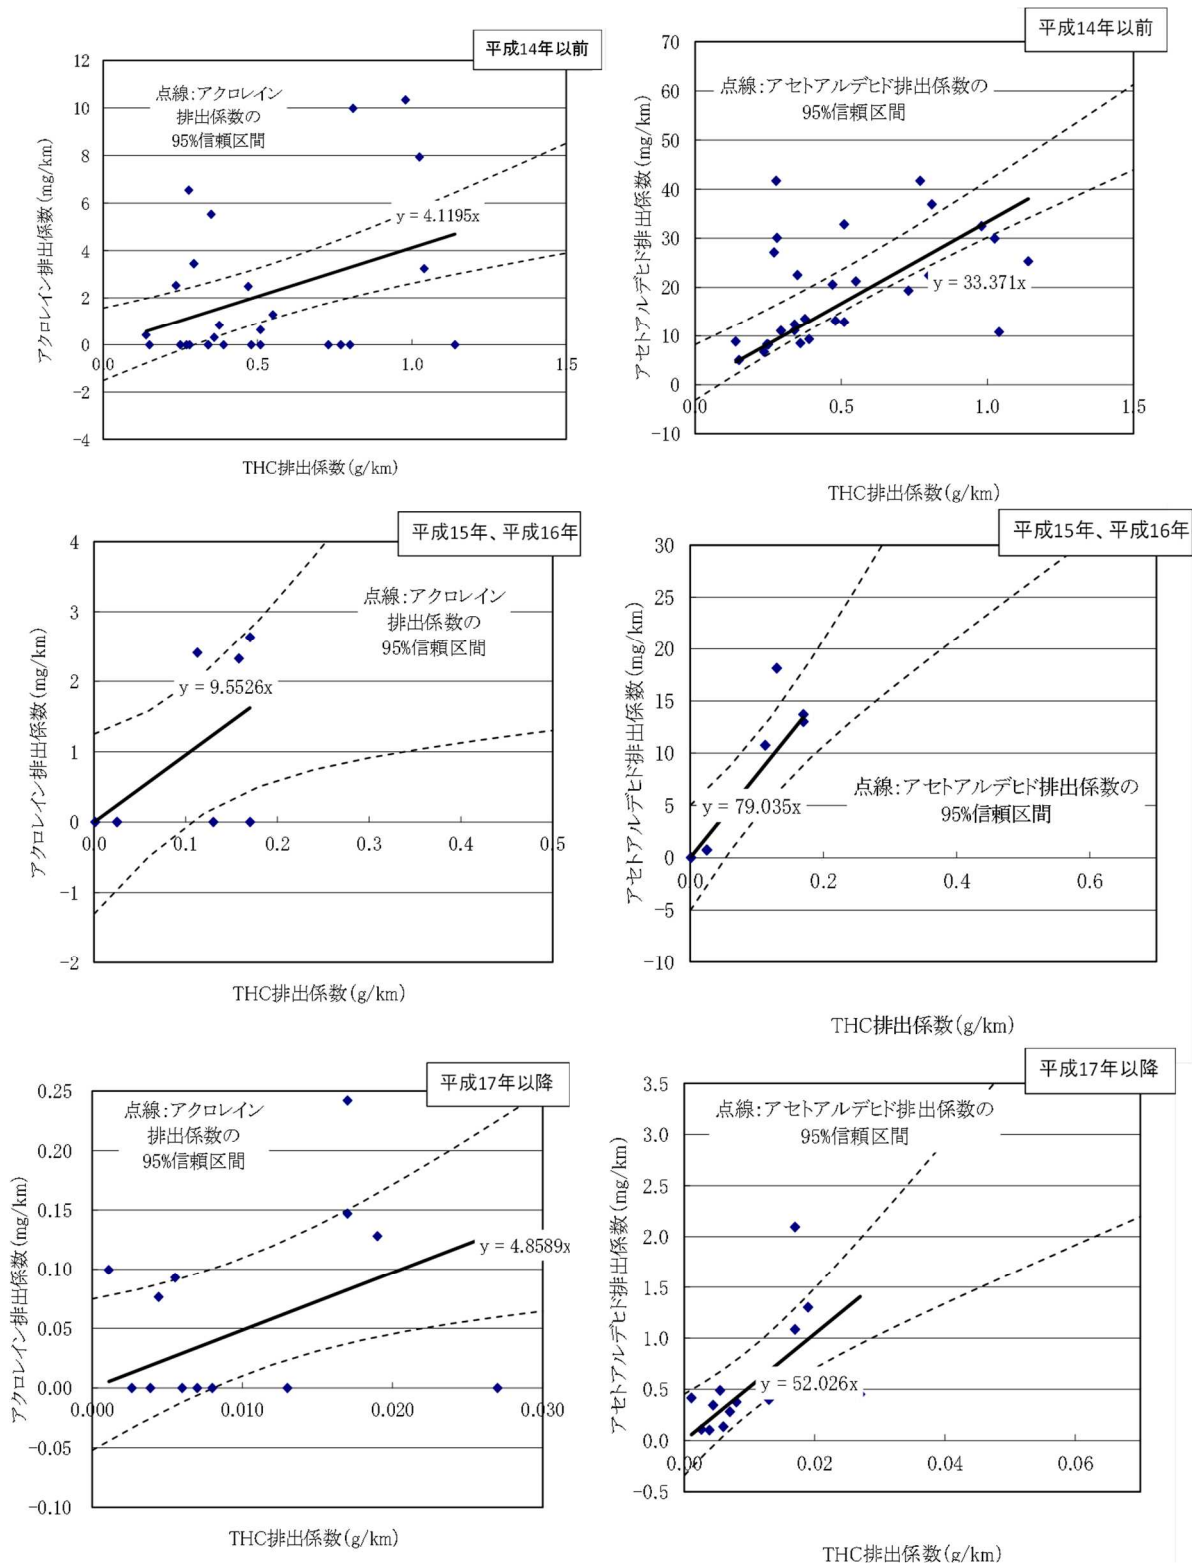 平成14年以前
12
10
8
6
4
2
0
-2
-4
0.0
0.5
1.0
1.5
点線:アクロレイン
排出係数の
95%信頼区間
y = 4.1195x
アクロレイン排出係数(mg/km)
THC排出係数(g/km)
平成14年以前
70
60
50
40
30
20
10
0
-10
0.0
0.5
1.0
1.5
点線:アセトアルデヒド排出係数の
95%信頼区間
y = 33.371x
アセトアルデヒド排出係数(mg/km)
THC排出係数(g/km)
平成15年、平成16年
4
3
2
1
0
-1
-2
0.0
0.1
0.2
0.3
0.4
0.5
点線:アクロレイン
排出係数の
95%信頼区間
y = 9.5526x
アクロレイン排出係数(mg/km)
THC排出係数(g/km)
平成15年、平成16年
30
25
20
15
10
5
0
-5
-10
0.0
0.2
0.4
0.6
y = 79.035x
点線:アセトアルデヒド排出係数の
95%信頼区間
アセトアルデヒド排出係数(mg/km)
THC排出係数(g/km)
平成17年以降
0.25
0.20
0.15
0.10
0.05
0.00
-0.05
-0.10
0.000
0.010
0.020
0.030
点線:アクロレイン
排出係数の
95%信頼区間
y = 4.8589x
アクロレイン排出係数(mg/km)
THC排出係数(g/km)
平成17年以降
3.5
3.0
2.5
2.0
1.5
1.0
0.5
0.0
-0.5
0.00
0.02
0.04
0.06
点線:アセトアルデヒド排出係数の
95%信頼区間
y = 52.026x
アセトアルデヒド排出係数(mg/km)
THC排出係数(g/km)